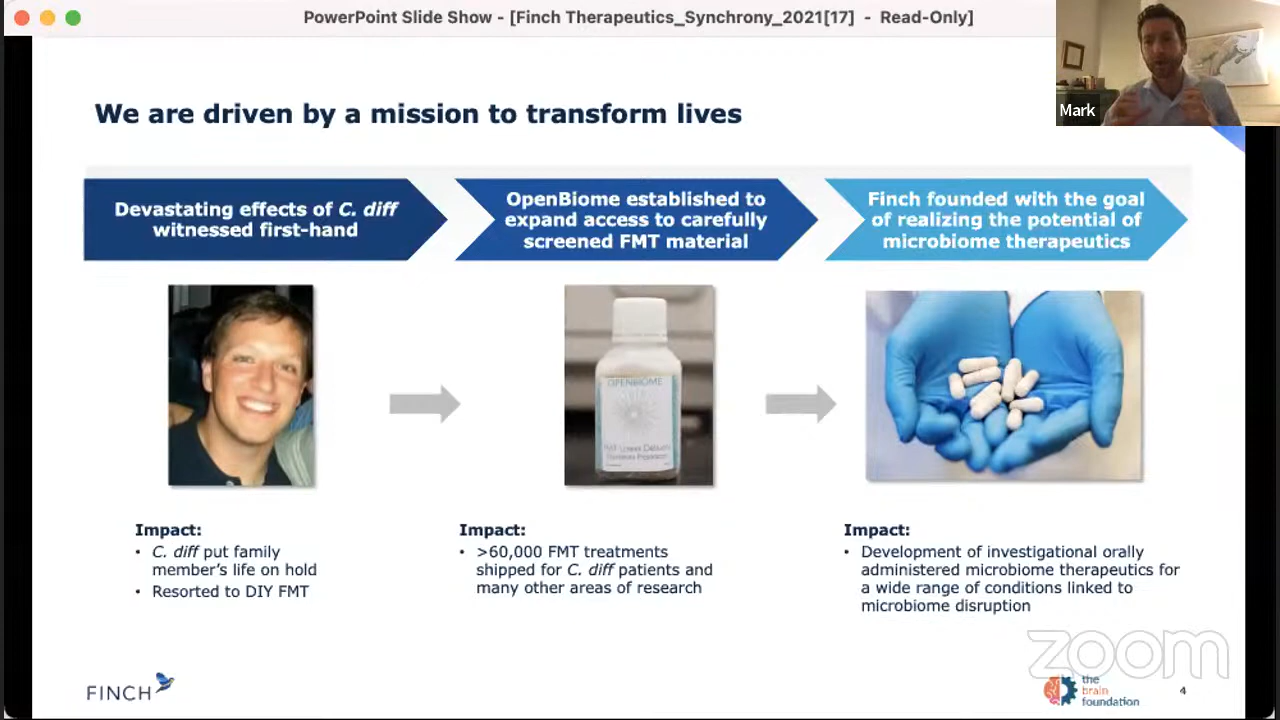 PowerPoint Slide Show - [Finch Therapeutics_Synchrony_2021[17] - Read-Only]
Mark
We are driven by a mission to transform lives
Devastating effects of C. diff
witnessed first-hand
OpenBiome established to
expand access to carefully
screened FMT material
Finch founded with the goal
of realizing the potential of
microbiome therapeutics
OPENBIOME
Impact:
• C. diff put family
member's life on hold
• Resorted to DIY FMT
Impact:
• >60,000 FMT treatments
shipped for C. diff patients and
many other areas of research
Impact:
• Development of investigational orally
administered microbiome therapeutics for
a wide range of conditions linked to
microbiome disruption
zoom
FINCH
the
brain
foundation
4